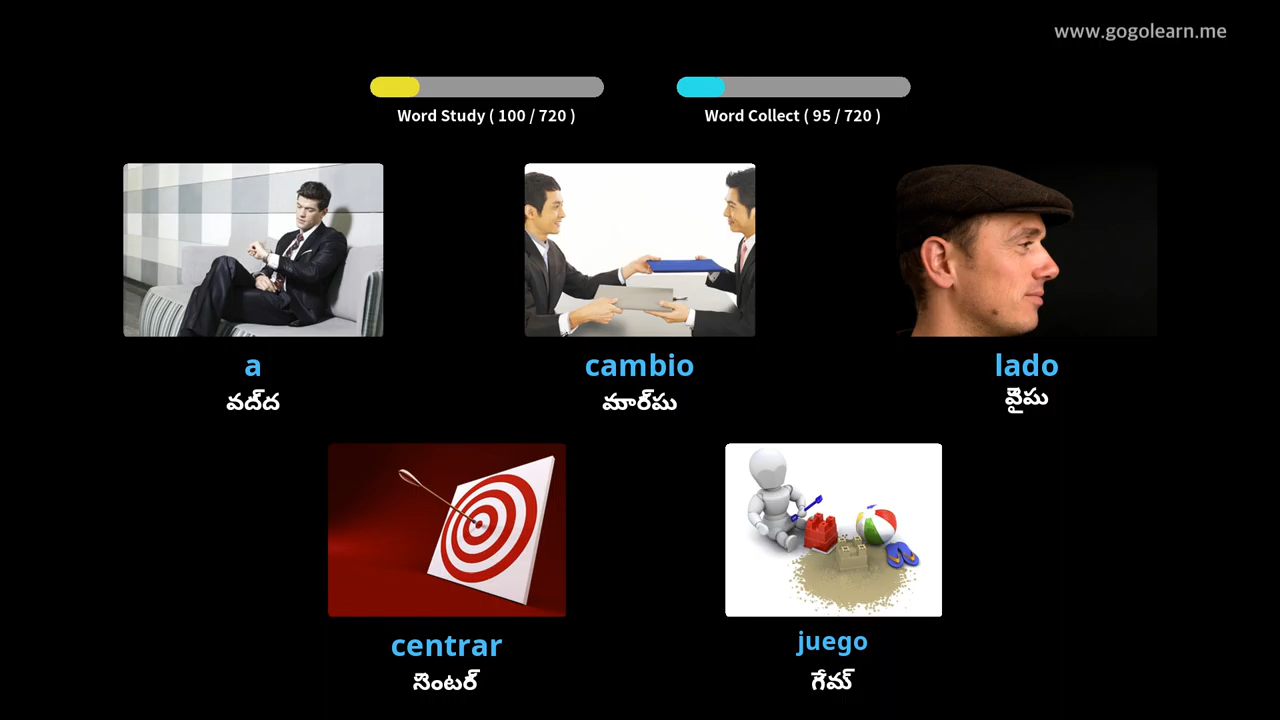 www.gogolearn.me
Word Study ( 100 / 720 )
Word Collect ( 95 / 720 )
a
cambio
lado
వద్ద
మార్పు
వైపు
centrar
juego
సెంటర్
గేమ్